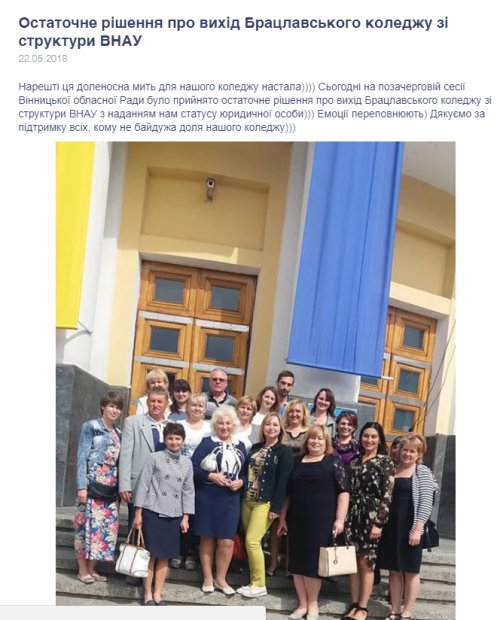 Остаточне рішення про вихід Брацлавського коледжу зі
структури ВНАУ
22.05.2018
Нарешті ця доленосна мить для нашого коледжу настала)))) Сьогодні на позачерговій сесії
Вінницької обласної Ради було прийнято остаточне рішення про вихід Брацлавського коледжу зі
структури ВНАУ з наданням нам статусу юридичної особи))) Емоції переповнюють) Дякуємо за
підтримку всіх, кому не байдужа доля нашого коледжу)))